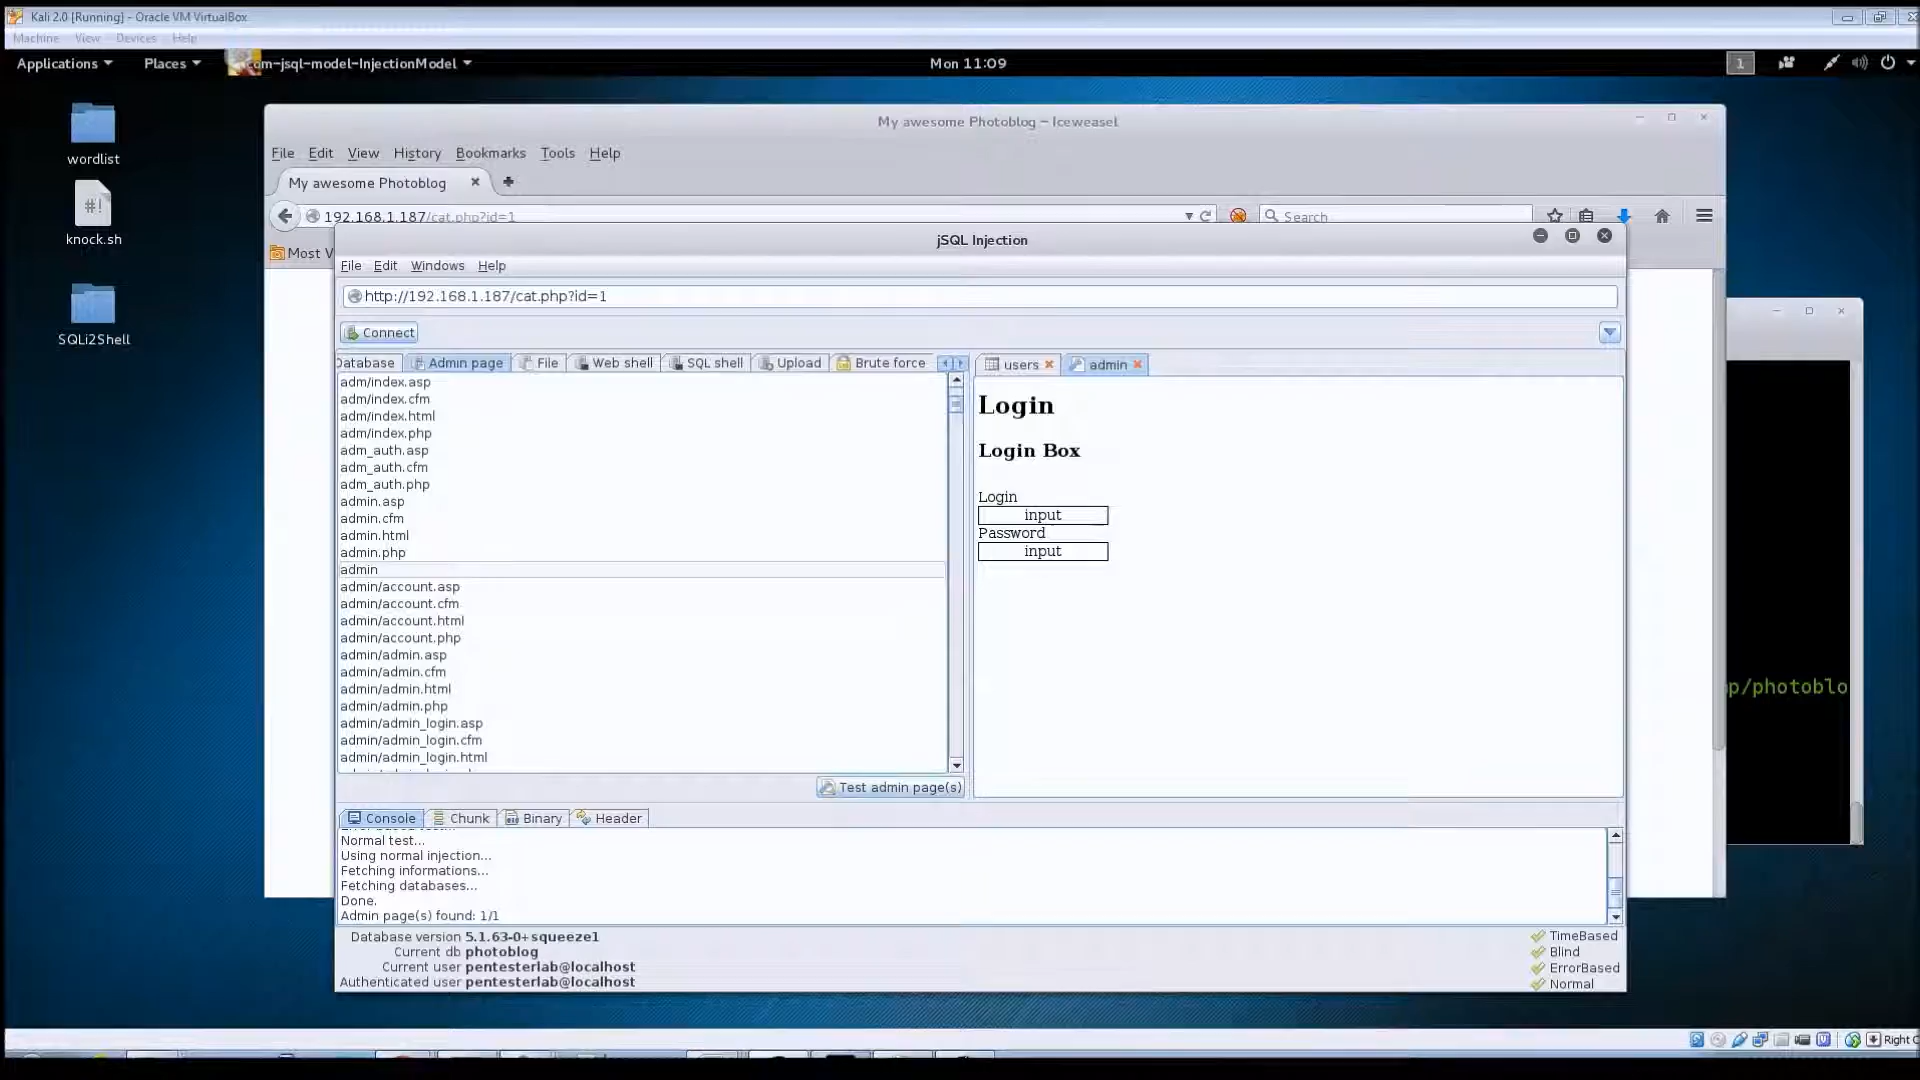 Kali 2.0 [Running] - Oracle VM VirtualBox
Machine View Devices Help
Applications Places com-jsql-model-InjectionModel Mon 11:09 1
wordlist
#!
knock.sh
SQLi2Shell
My awesome Photoblog - Iceweasel
File Edit View History Bookmarks Tools Help
My awesome Photoblog
192.168.1.187/cat.php?id=1 Search
Most V
jSQL Injection
File Edit Windows Help
http://192.168.1.187/cat.php?id=1
Connect
Database Admin page File Web shell SQL shell Upload Brute force
adm/index.asp
adm/index.cfm
adm/index.html
adm/index.php
adm_auth.asp
adm_auth.cfm
adm_auth.php
admin.asp
admin.cfm
admin.html
admin.php
admin
admin/account.asp
admin/account.cfm
admin/account.html
admin/account.php
admin/admin.asp
admin/admin.cfm
admin/admin.html
admin/admin.php
admin/admin_login.asp
admin/admin_login.cfm
admin/admin_login.html
Test admin page(s)
users admin
Login
Login Box
Login
input
Password
input
p/photoblo
Console Chunk Binary Header
Normal test...
Using normal injection...
Fetching informations...
Fetching databases...
Done.
Admin page(s) found: 1/1
Database version 5.1.63-0+squeeze1
Current db photoblog
Current user pentesterlab@localhost
Authenticated user pentesterlab@localhost
TimeBased
Blind
ErrorBased
Normal
Right C